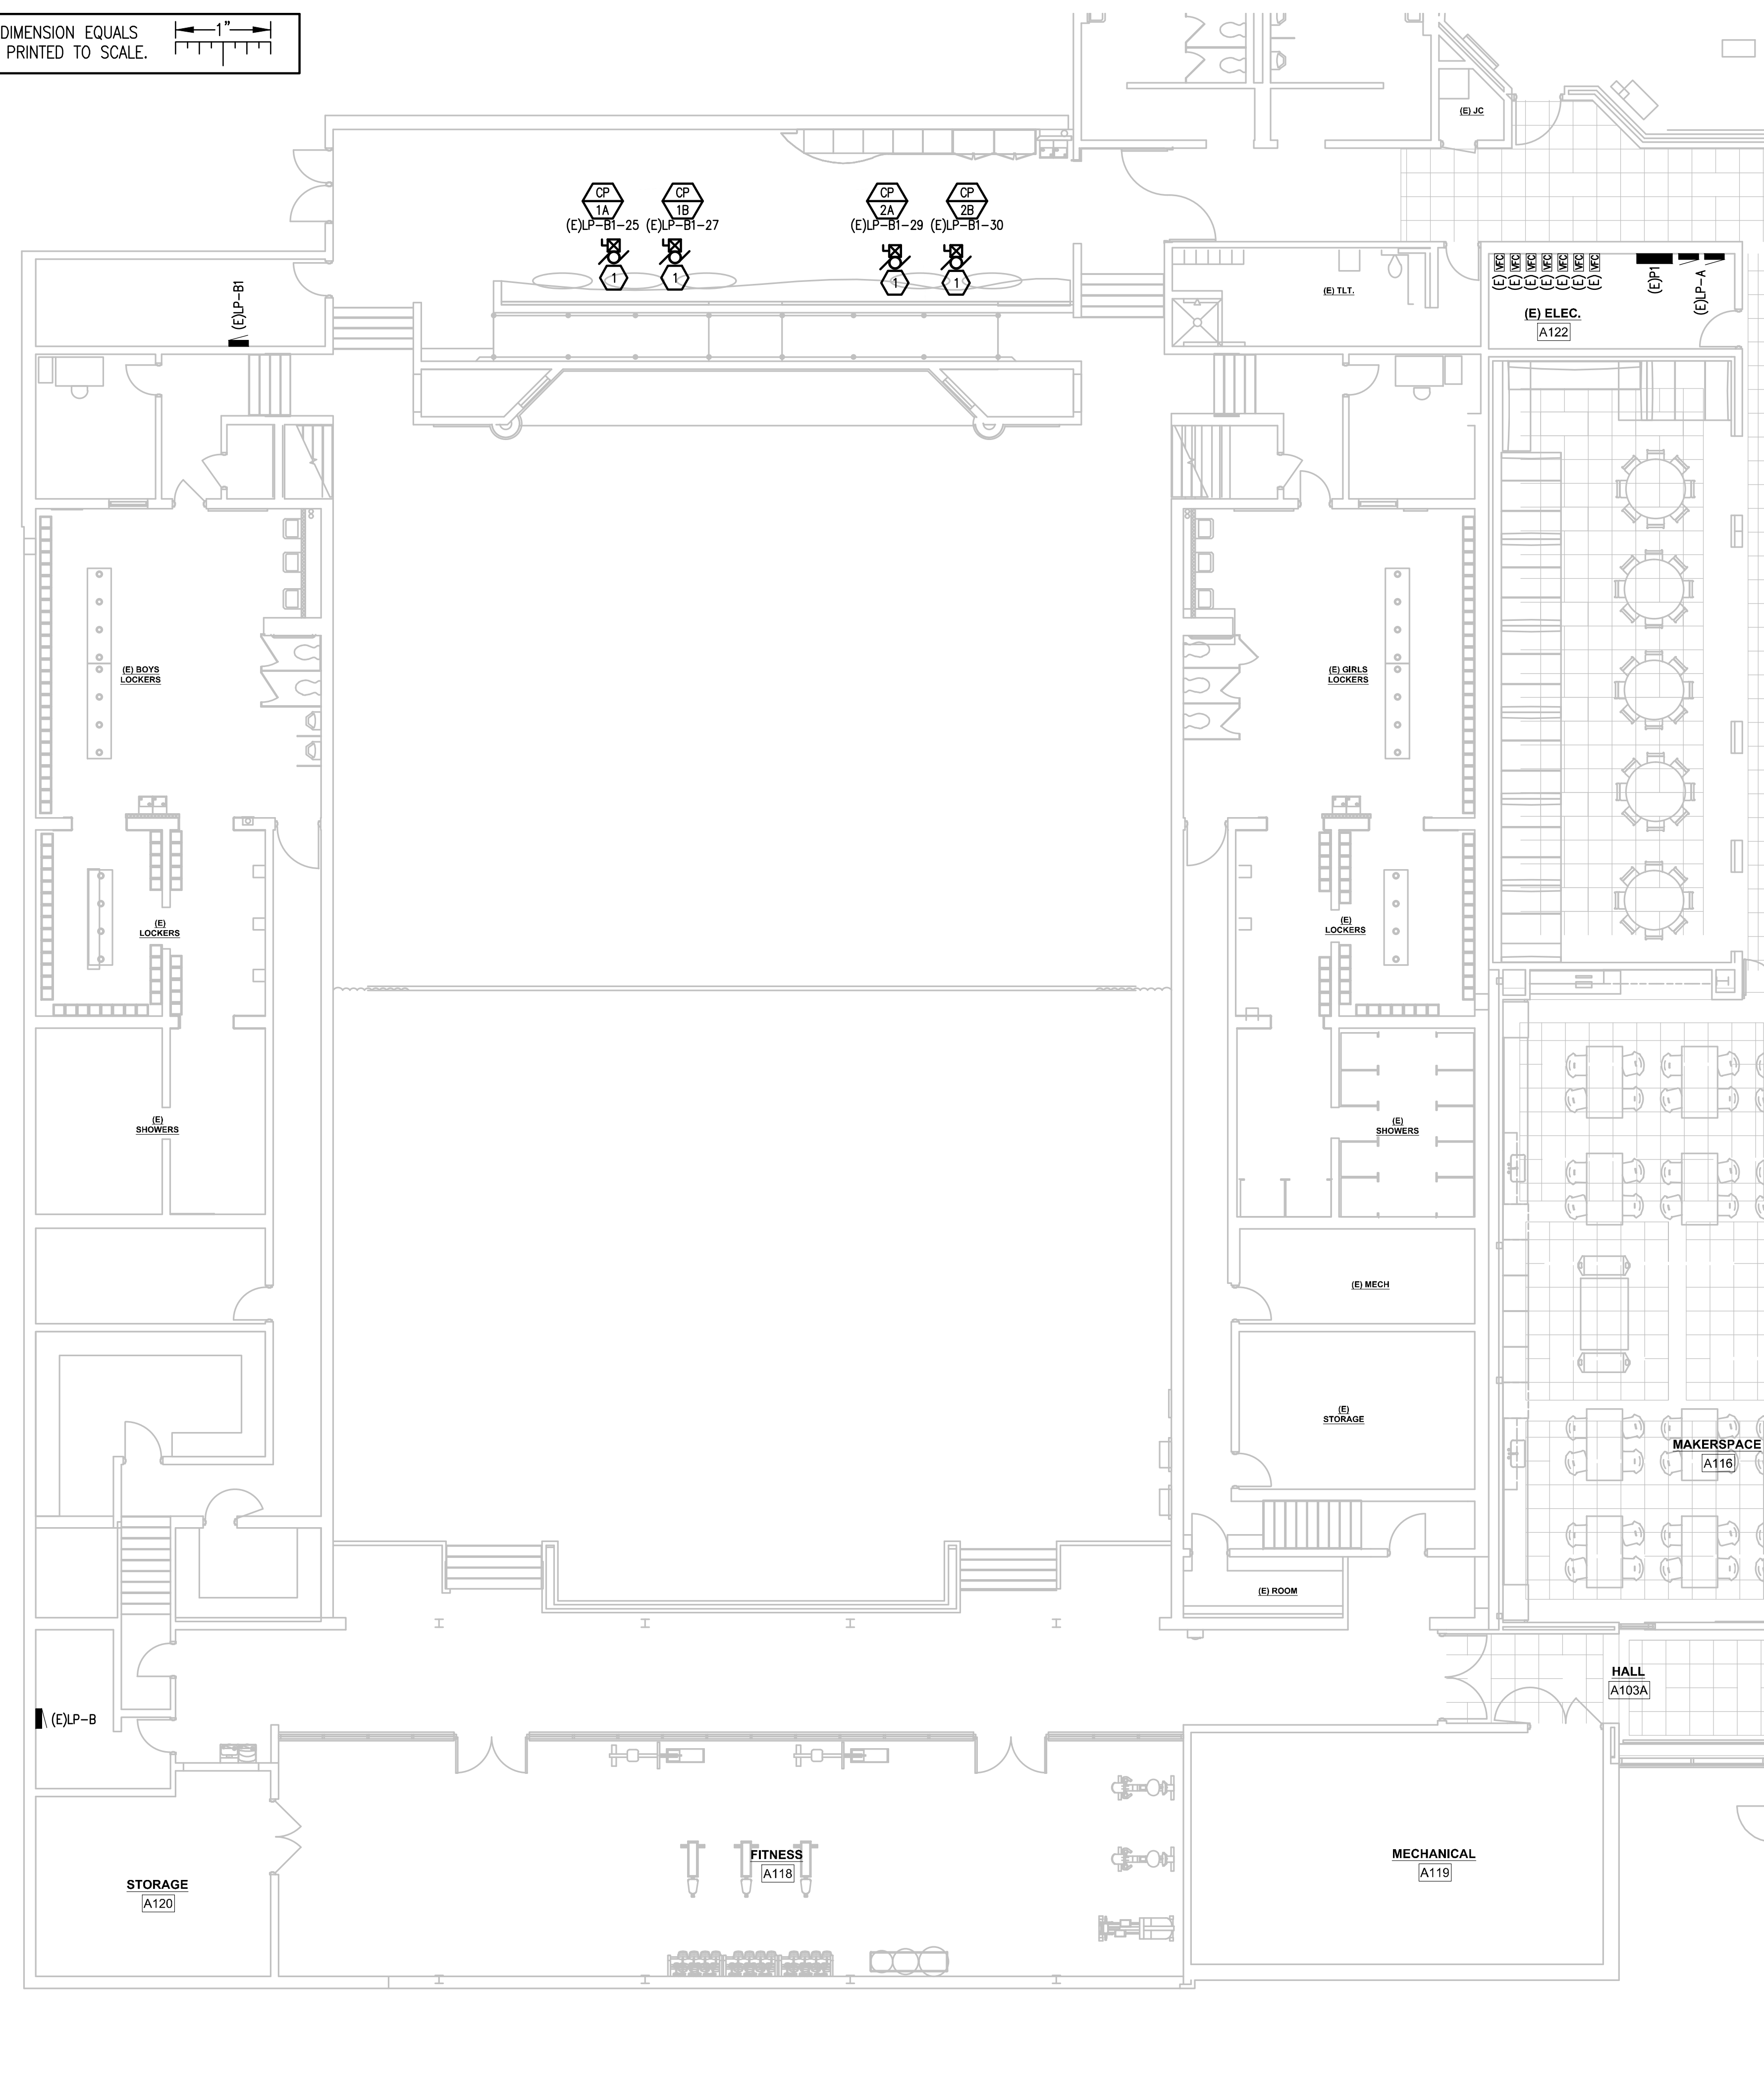 DIMENSION EQUALS
PRINTED TO SCALE.
1"
(E) JC
CP
1A
(E)LP-B1-25
CP
1B
(E)LP-B1-27
CP
2A
(E)LP-B1-29
CP
2B
(E)LP-B1-30
1
1
1
1
(E)LP-B1
(E) TLT.
(E) VFC
(E) VFC
(E) VFC
(E) VFC
(E) VFC
(E) VFC
(E) VFC
(E)P1
(E)LP-A
(E) ELEC.
A122
(E) BOYS
LOCKERS
(E) GIRLS
LOCKERS
(E)
LOCKERS
(E)
LOCKERS
(E)
SHOWERS
(E)
SHOWERS
(E) MECH
(E)
STORAGE
MAKERSPACE
A116
(E) ROOM
HALL
A103A
(E)LP-B
FITNESS
A118
MECHANICAL
A119
STORAGE
A120